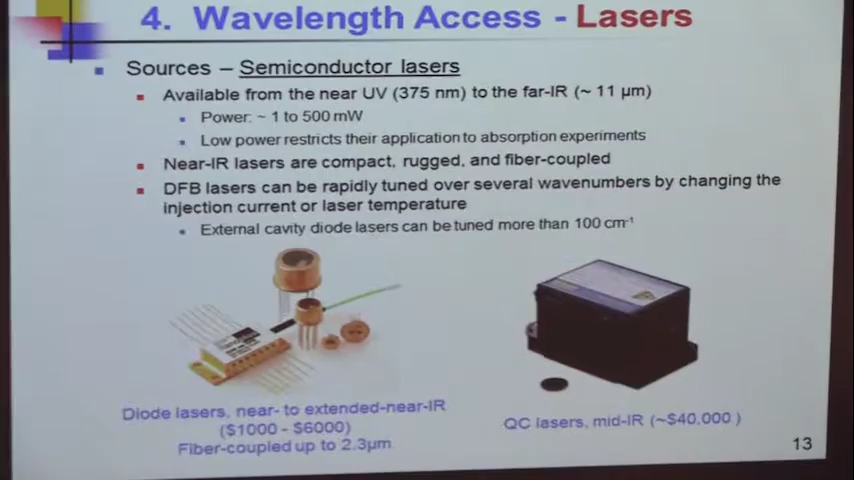 4. Wavelength Access - Lasers
Sources – Semiconductor lasers
Available from the near UV (375 nm) to the far-IR (~ 11 µm)
Power: ~ 1 to 500 mW
Low power restricts their application to absorption experiments
Near-IR lasers are compact, rugged, and fiber-coupled
DFB lasers can be rapidly tuned over several wavenumbers by changing the
injection current or laser temperature
External cavity diode lasers can be tuned more than 100 cm⁻¹
Diode lasers, near- to extended-near-IR
($1000 - $6000)
Fiber-coupled up to 2.3µm
QC lasers, mid-IR (~$40,000 )
13